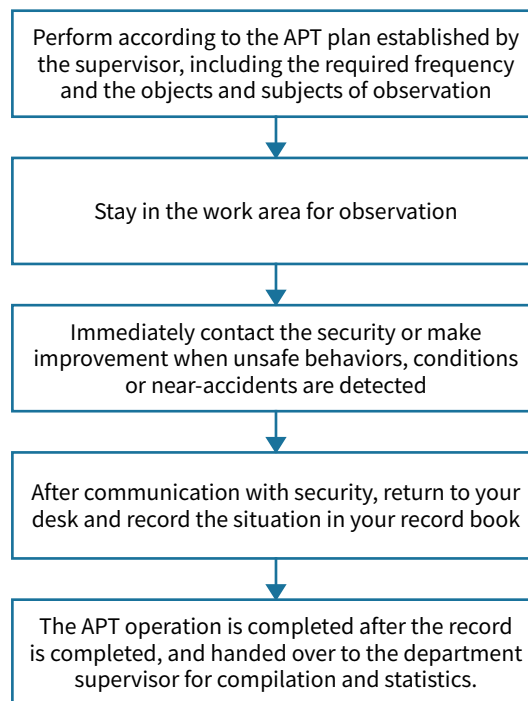 Perform according to the APT plan established by
the supervisor, including the required frequency
and the objects and subjects of observation
Stay in the work area for observation
Immediately contact the security or make
improvement when unsafe behaviors, conditions
or near-accidents are detected
After communication with security, return to your
desk and record the situation in your record book
The APT operation is completed after the record
is completed, and handed over to the department
supervisor for compilation and statistics.